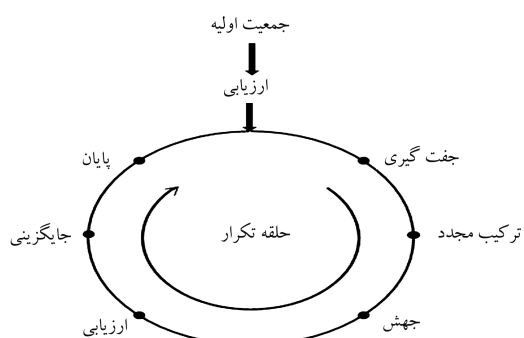 جمعیت اولیه
ارزیابی
جفت گیری
پایان
ترکیب مجدد
حلقه تکرار
جایگزینی
جهش
ارزیابی